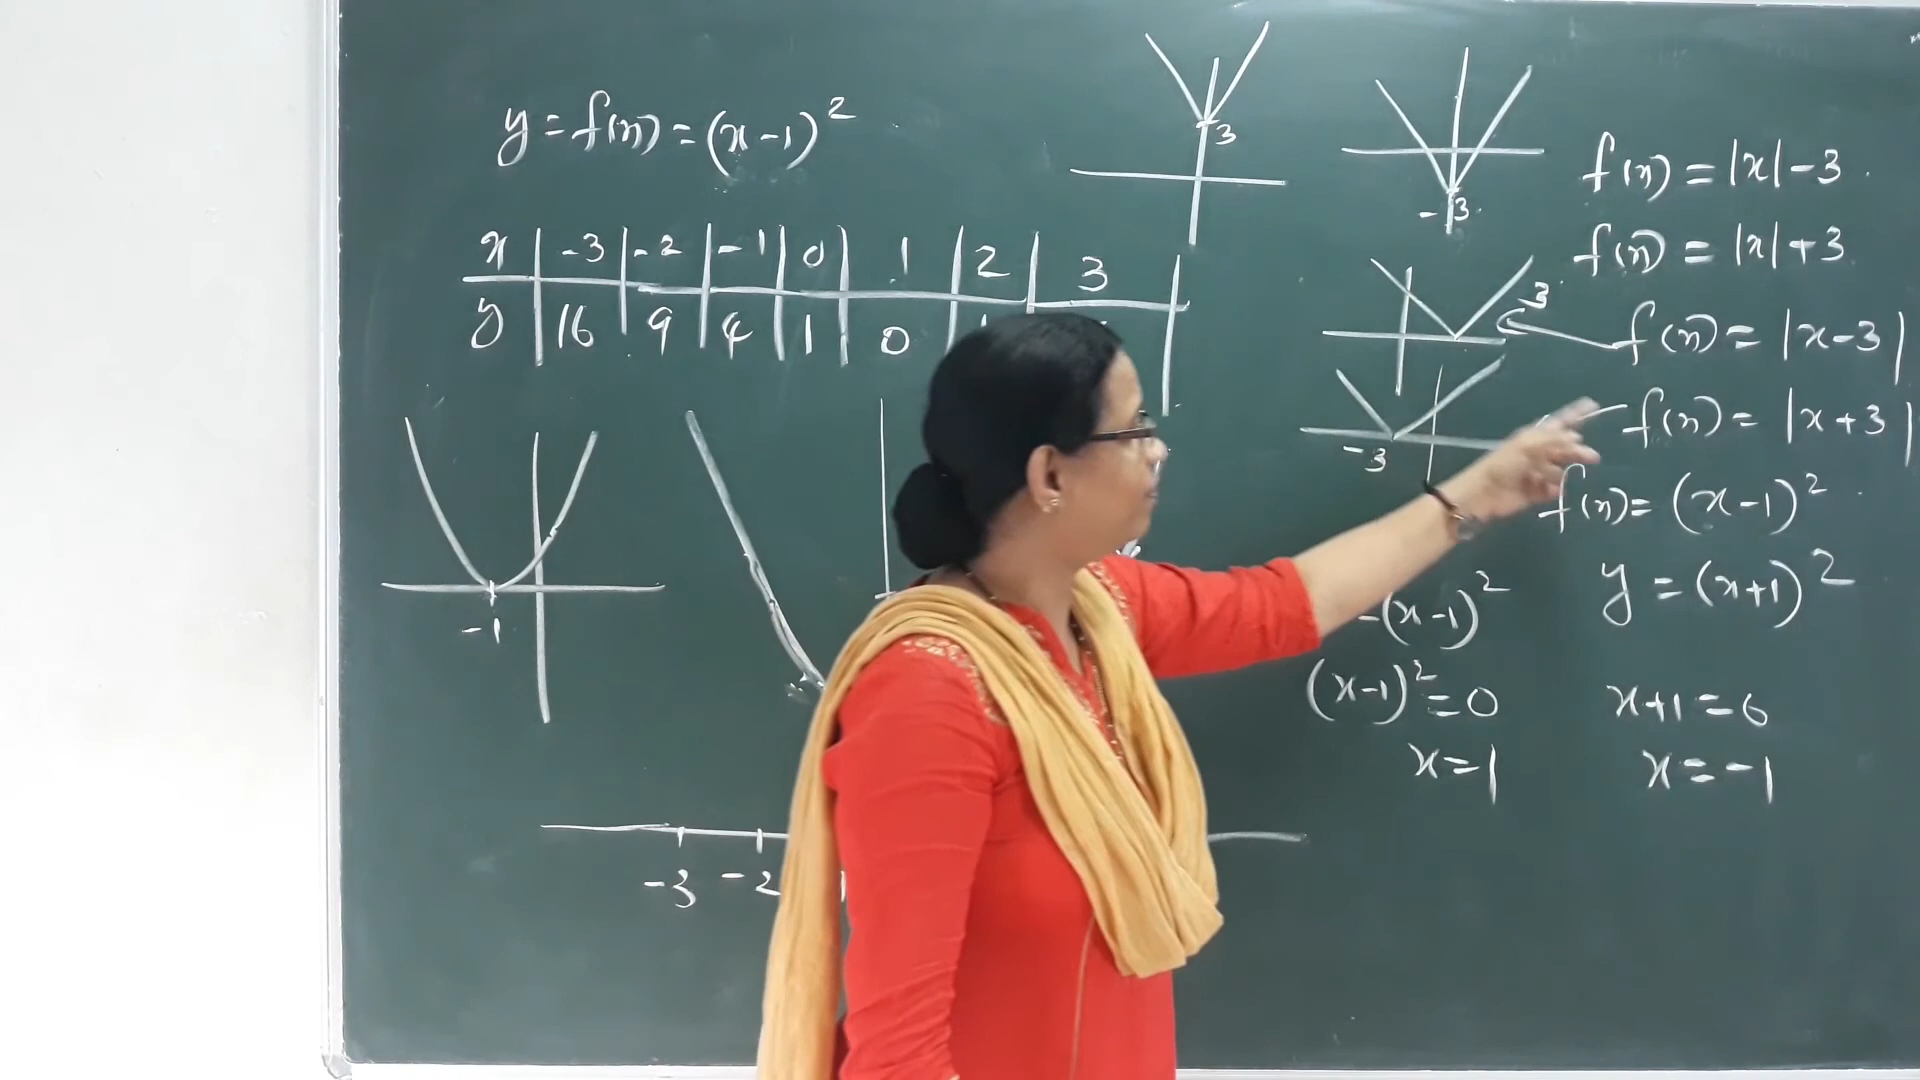 y = f(x) = (x-1)²
x | -3 | -2 | -1 | 0 | 1 | 2 | 3
y | 16 | 9 | 4 | 1 | 0
-1
-3 -2
3
-3
3
-3
f(x) = |x|-3
f(x) = |x|+3
f(x) = |x-3|
f(x) = |x+3|
f(x) = (x-1)²
y = (x+1)²
-(x-1)²
(x-1)² = 0
x = 1
x+1 = 0
x = -1